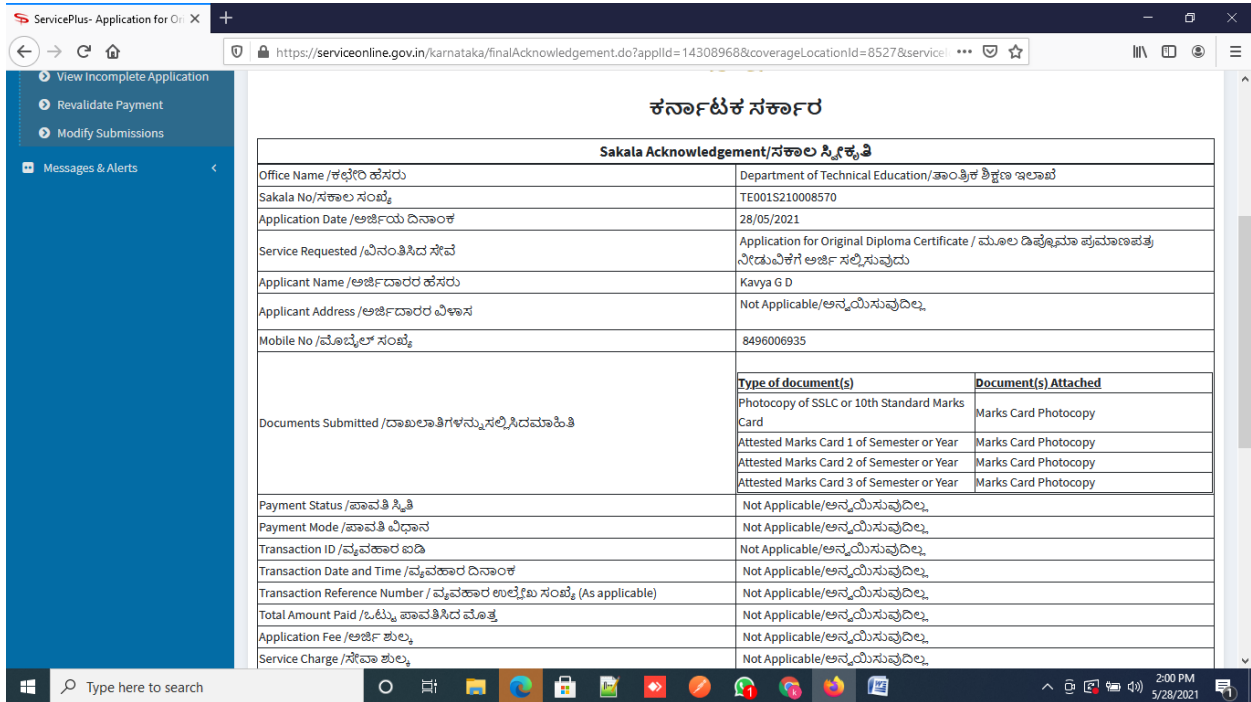 ServicePlus- Application for Ori
https://serviceonline.gov.in/karnataka/finalAcknowledgement.do?applId=14308968&coverageLocationId=8527&servicel
View Incomplete Application
Revalidate Payment
Modify Submissions
Messages & Alerts
ಕರ್ನಾಟಕ ಸರ್ಕಾರ
Sakala Acknowledgement/ಸಕಾಲ ಸ್ವೀಕೃತಿ
Office Name /ಕಛೇರಿ ಹೆಸರು Department of Technical Education/ತಾಂತ್ರಿಕ ಶಿಕ್ಷಣ ಇಲಾಖೆ
Sakala No/ಸಕಾಲ ಸಂಖ್ಯೆ TE001S210008570
Application Date /ಅರ್ಜಿಯ ದಿನಾಂಕ 28/05/2021
Service Requested /ವಿನಂತಿಸಿದ ಸೇವೆ Application for Original Diploma Certificate / ಮೂಲ ಡಿಪ್ಲೊಮಾ ಪ್ರಮಾಣಪತ್ರ
ನೀಡುವಿಕೆಗೆ ಅರ್ಜಿ ಸಲ್ಲಿಸುವುದು
Applicant Name /ಅರ್ಜಿದಾರರ ಹೆಸರು Kavya G D
Applicant Address /ಅರ್ಜಿದಾರರ ವಿಳಾಸ Not Applicable/ಅನ್ವಯಿಸುವುದಿಲ್ಲ
Mobile No /ಮೊಬೈಲ್ ಸಂಖ್ಯೆ 8496006935
Documents Submitted /ದಾಖಲಾತಿಗಳನ್ನು ಸಲ್ಲಿಸಿದಮಾಹಿತಿ
Type of document(s) Document(s) Attached
Photocopy of SSLC or 10th Standard Marks
Card Marks Card Photocopy
Attested Marks Card 1 of Semester or Year Marks Card Photocopy
Attested Marks Card 2 of Semester or Year Marks Card Photocopy
Attested Marks Card 3 of Semester or Year Marks Card Photocopy
Payment Status /ಪಾವತಿ ಸ್ಥಿತಿ Not Applicable/ಅನ್ವಯಿಸುವುದಿಲ್ಲ
Payment Mode /ಪಾವತಿ ವಿಧಾನ Not Applicable/ಅನ್ವಯಿಸುವುದಿಲ್ಲ
Transaction ID /ವ್ಯವಹಾರ ಐಡಿ Not Applicable/ಅನ್ವಯಿಸುವುದಿಲ್ಲ
Transaction Date and Time /ವ್ಯವಹಾರ ದಿನಾಂಕ Not Applicable/ಅನ್ವಯಿಸುವುದಿಲ್ಲ
Transaction Reference Number / ವ್ಯವಹಾರ ಉಲ್ಲೇಖ ಸಂಖ್ಯೆ (As applicable) Not Applicable/ಅನ್ವಯಿಸುವುದಿಲ್ಲ
Total Amount Paid /ಒಟ್ಟು ಪಾವತಿಸಿದ ಮೊತ್ತ Not Applicable/ಅನ್ವಯಿಸುವುದಿಲ್ಲ
Application Fee /ಅರ್ಜಿ ಶುಲ್ಕ Not Applicable/ಅನ್ವಯಿಸುವುದಿಲ್ಲ
Service Charge /ಸೇವಾ ಶುಲ್ಕ Not Applicable/ಅನ್ವಯಿಸುವುದಿಲ್ಲ
Type here to search
2:00 PM
5/28/2021